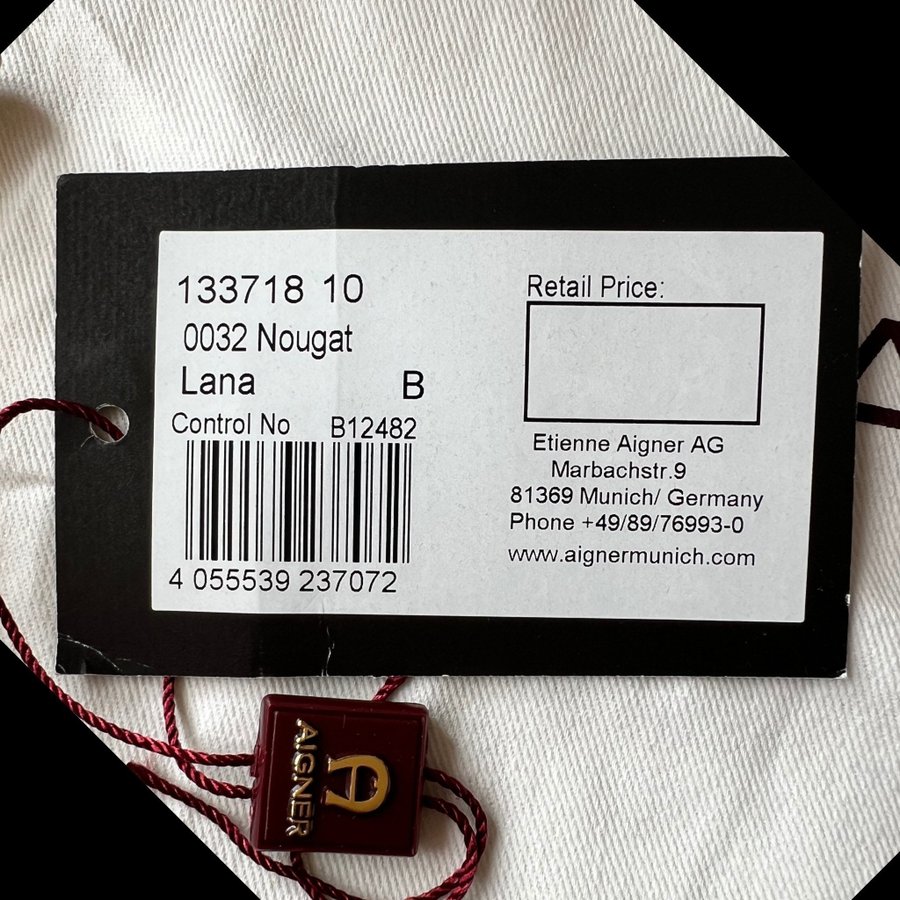 133718 10
0032 Nougat
Lana B
Control No B12482
4 055539 237072
Retail Price:
Etienne Aigner AG
Marbachstr.9
81369 Munich/ Germany
Phone +49/89/76993-0
www.aignermunich.com
AIGNER